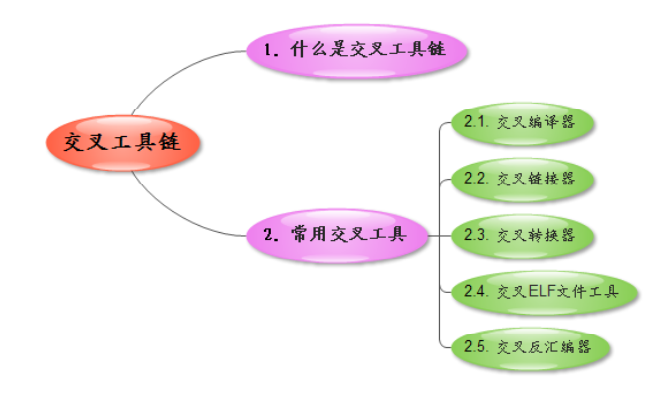 1. 什么是交叉工具链
交叉工具链
2.1. 交叉编译器
2.2. 交叉链接器
2. 常用交叉工具
2.3. 交叉转换器
2.4. 交叉ELF文件工具
2.5. 交叉反汇编器